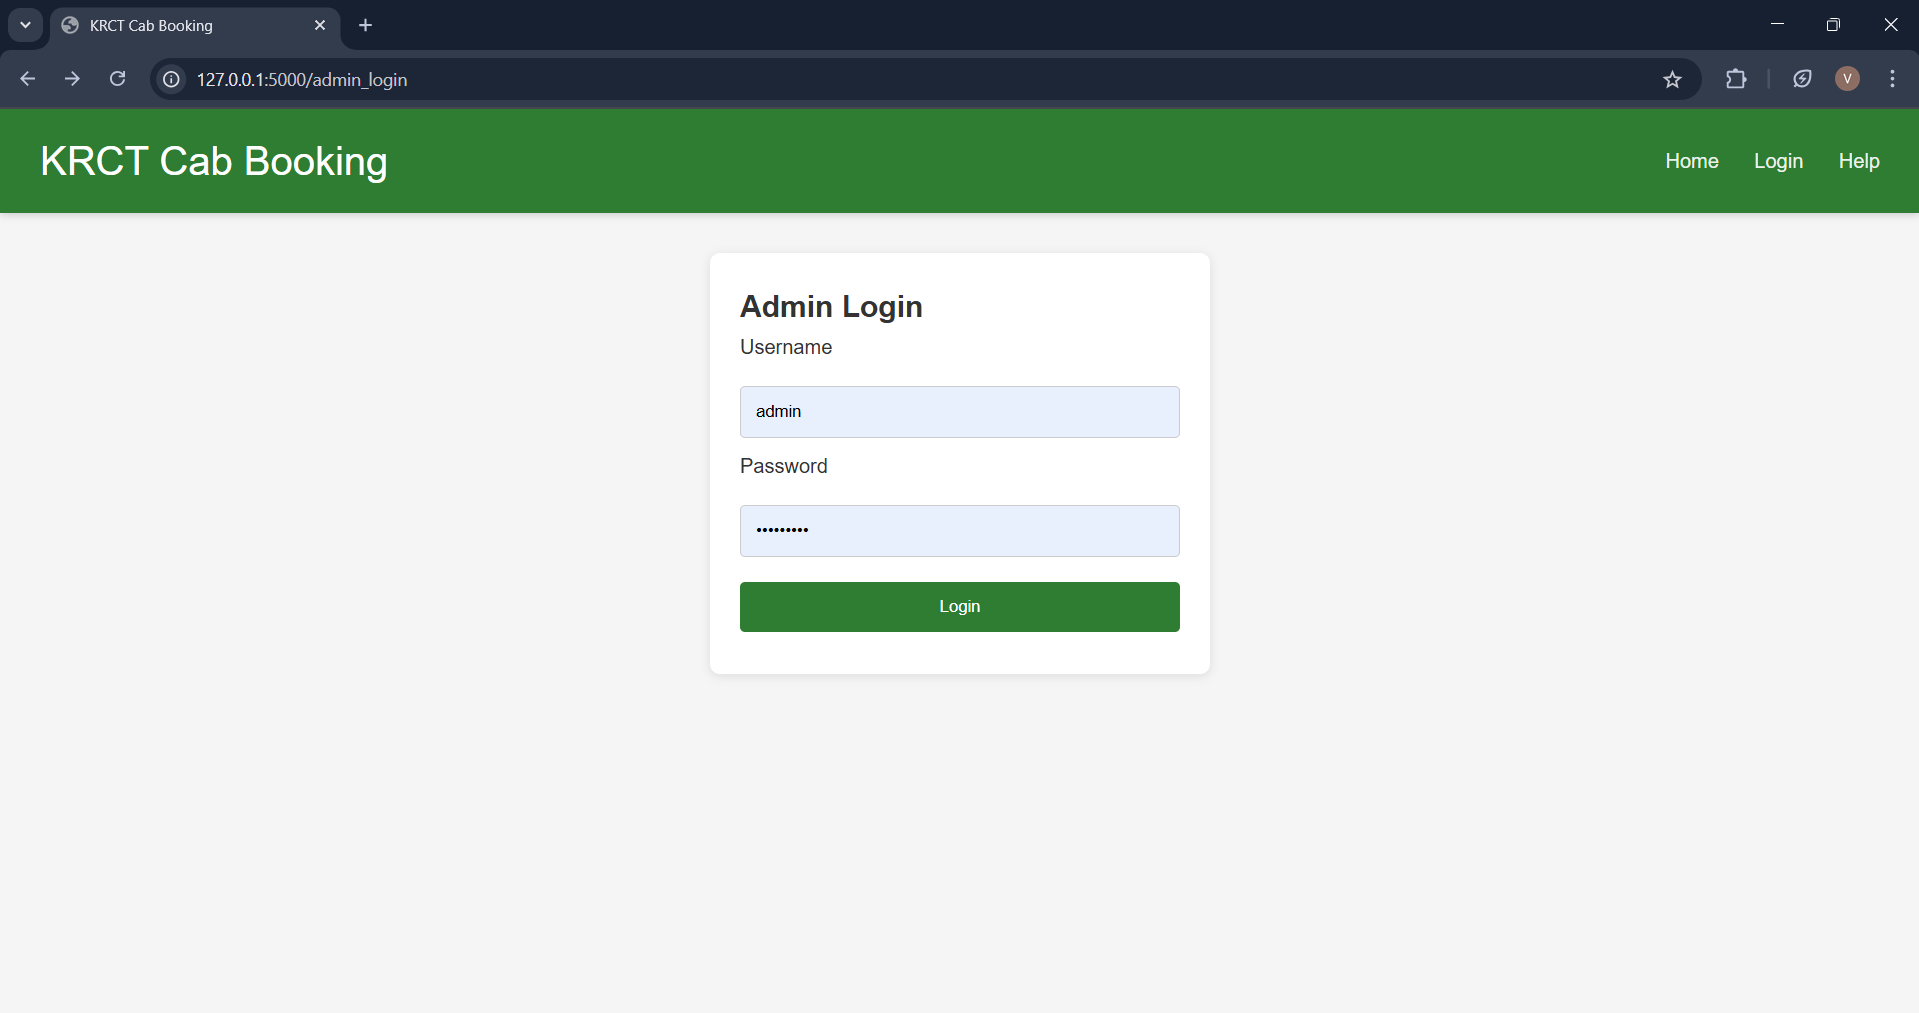 KRCT Cab Booking
127.0.0.1:5000/admin_login
V
KRCT Cab Booking
Home Login Help
Admin Login
Username
admin
Password
•••••••••
Login